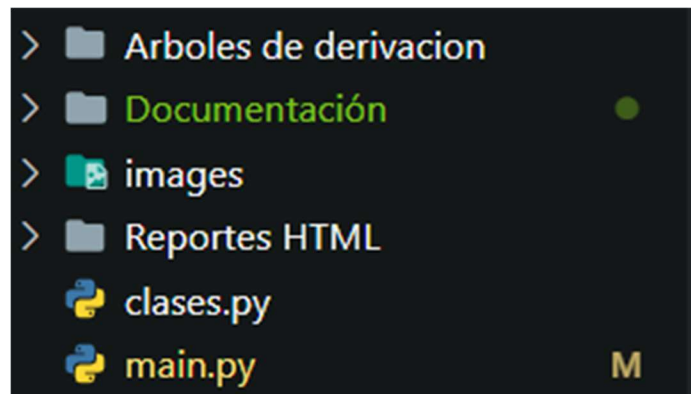 Arboles de derivacion
Documentación
images
Reportes HTML
clases.py
main.py M